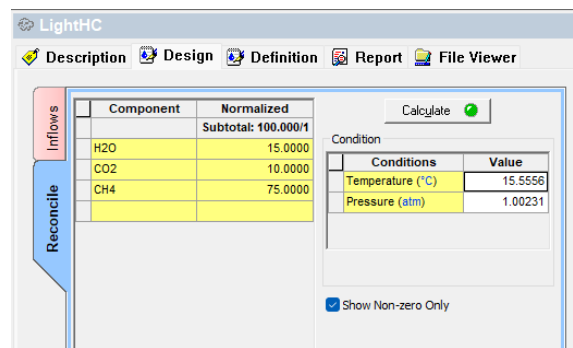 LightHC
Description Design Definition Report File Viewer
Inflows
Reconcile
Component Normalized
Subtotal: 100.000/1
H2O 15.0000
CO2 10.0000
CH4 75.0000
Calculate
Condition
Conditions Value
Temperature (°C) 15.5556
Pressure (atm) 1.00231
Show Non-zero Only